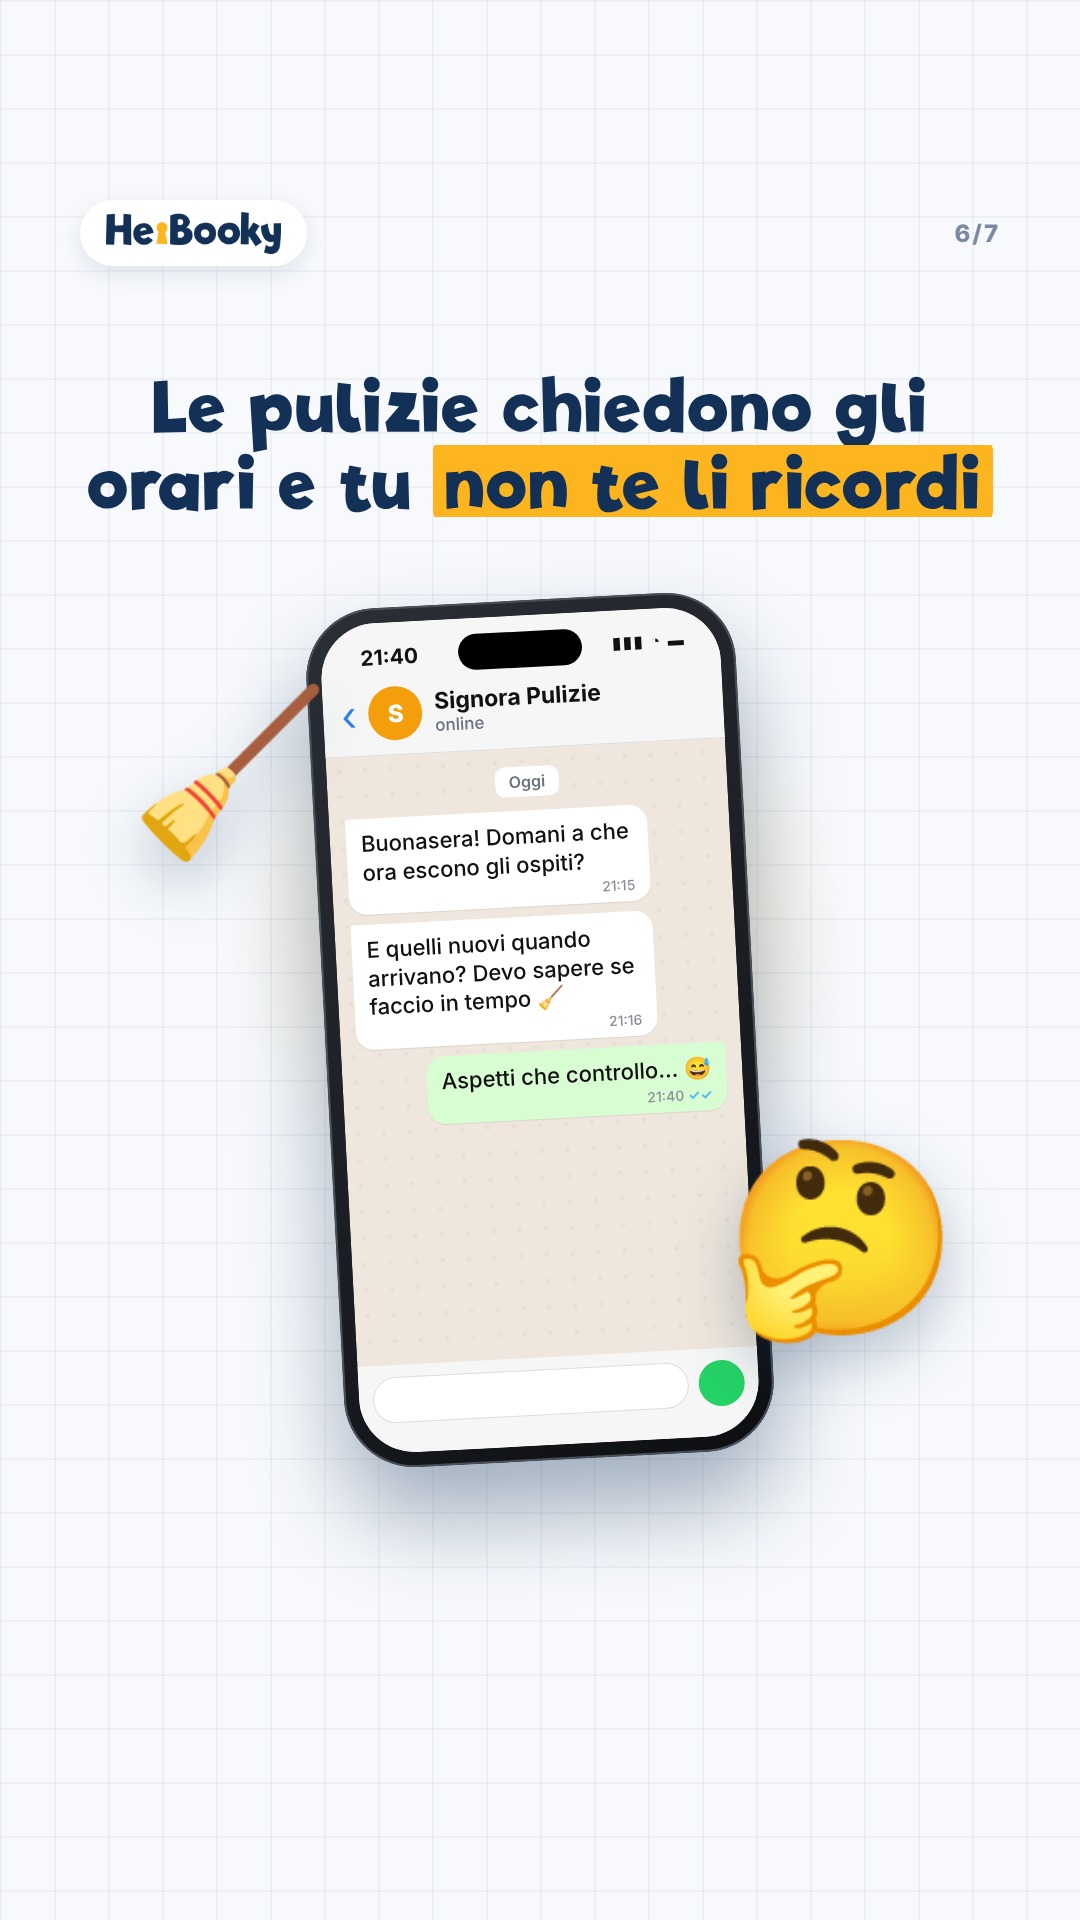 HeiBooky
6/7
Le pulizie chiedono gli
orari e tu non te li ricordi
21:40
S
Signora Pulizie
online
Oggi
Buonasera! Domani a che
ora escono gli ospiti?
21:15
E quelli nuovi quando
arrivano? Devo sapere se
faccio in tempo 🧹
21:16
Aspetti che controllo... 😅
21:40